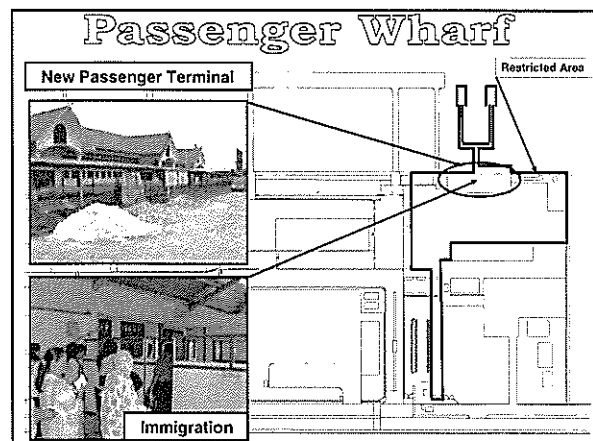 Passenger Wharf
New Passenger Terminal
Restricted Area
Immigration